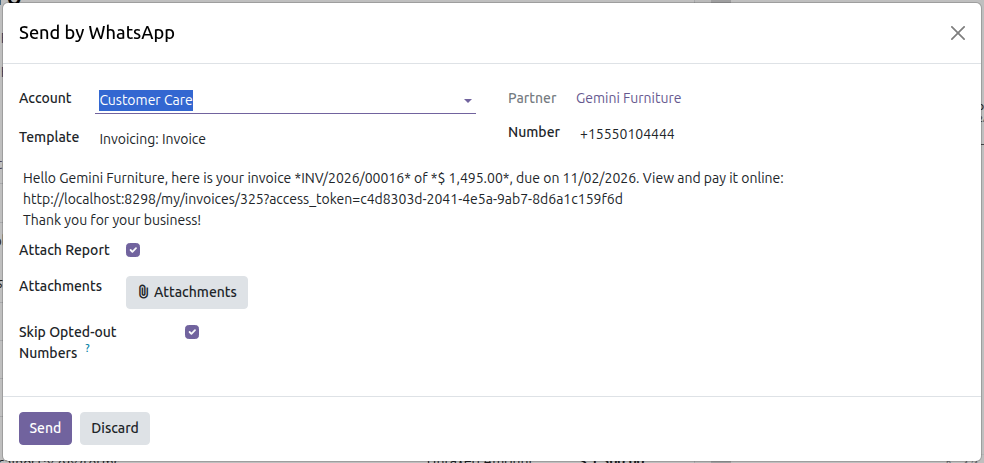 Send by WhatsApp
Account Customer Care Partner Gemini Furniture
Template Invoicing: Invoice Number +15550104444
Hello Gemini Furniture, here is your invoice *INV/2026/00016* of *$ 1,495.00*, due on 11/02/2026. View and pay it online:
http://localhost:8298/my/invoices/325?access_token=c4d8303d-2041-4e5a-9ab7-8d6a1c159f6d
Thank you for your business!
Attach Report
Attachments Attachments
Skip Opted-out
Numbers ?
Send Discard